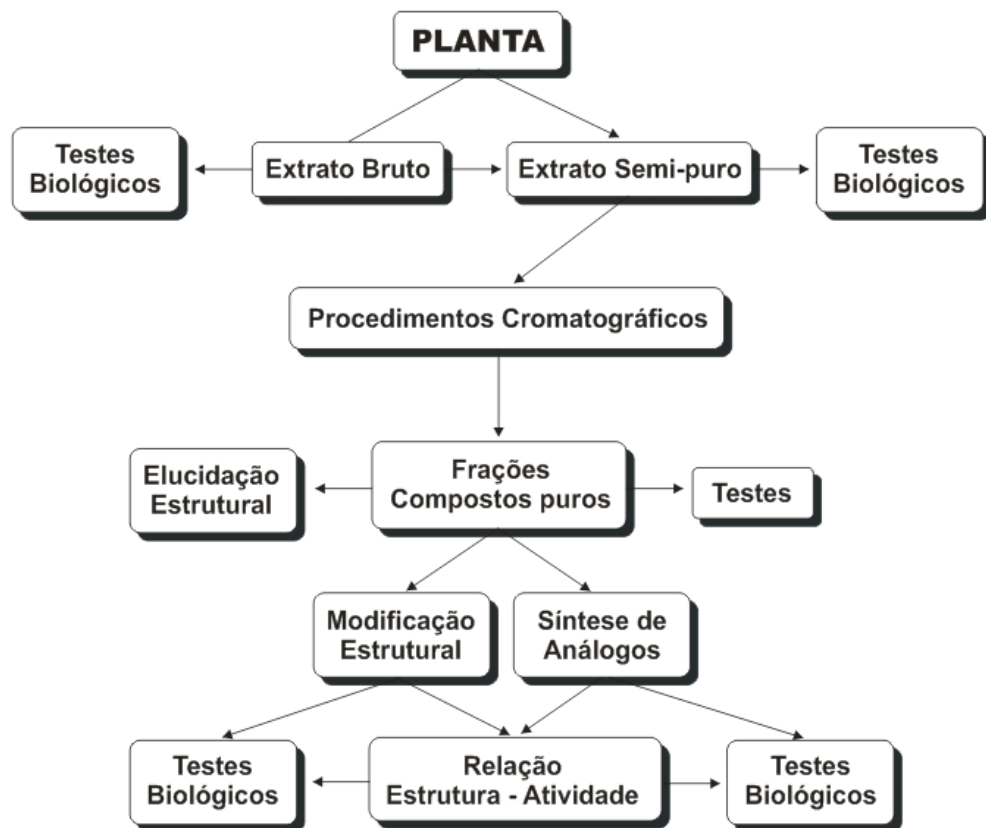 PLANTA
Testes
Biológicos
Extrato Bruto
Extrato Semi-puro
Testes
Biológicos
Procedimentos Cromatográficos
Elucidação
Estrutural
Frações
Compostos puros
Testes
Modificação
Estrutural
Síntese de
Análogos
Testes
Biológicos
Relação
Estrutura - Atividade
Testes
Biológicos